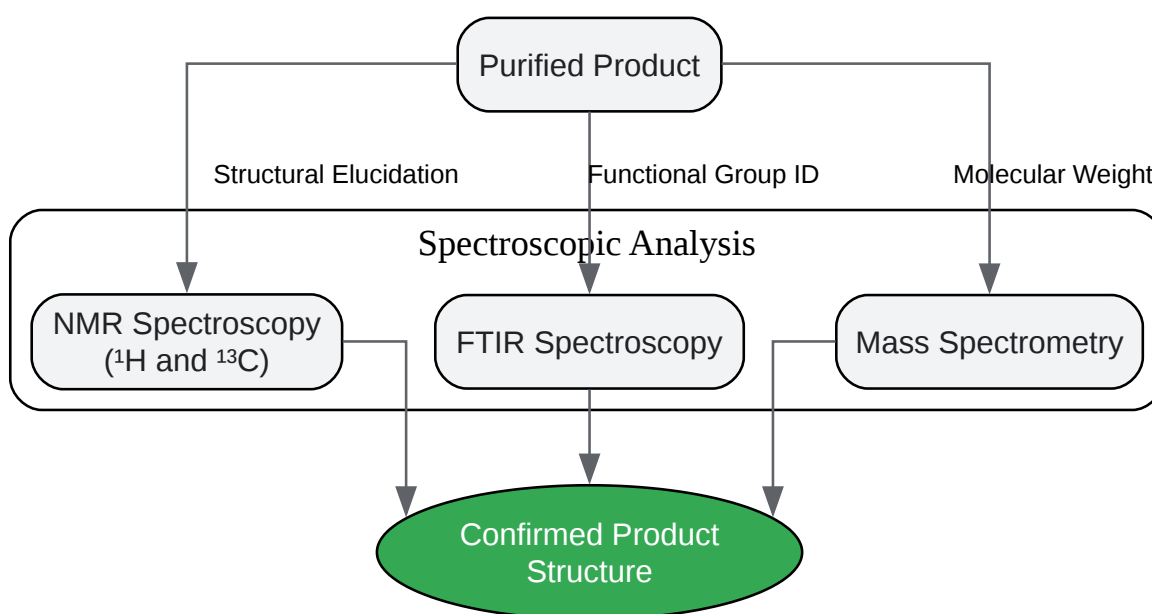 Purified Product
Structural Elucidation
Functional Group ID
Molecular Weight
Spectroscopic Analysis
NMR Spectroscopy
(¹H and ¹³C)
FTIR Spectroscopy
Mass Spectrometry
Confirmed Product
Structure